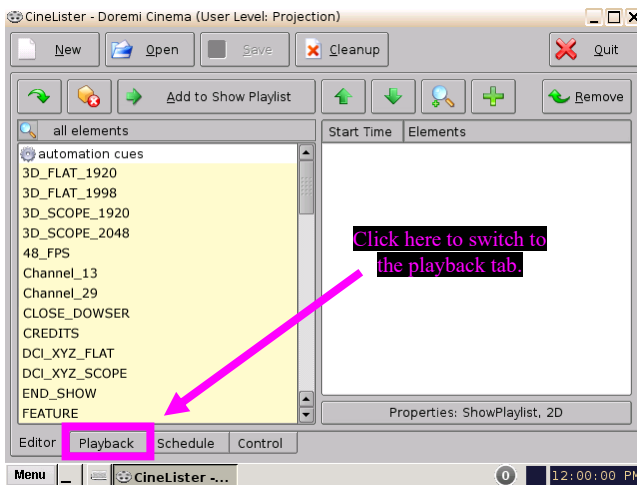 CineLister - Doremi Cinema (User Level: Projection)
New Open Save Cleanup Quit
Add to Show Playlist Remove
all elements
Start Time Elements
automation cues
3D_FLAT_1920
3D_FLAT_1998
3D_SCOPE_1920
3D_SCOPE_2048
48_FPS
Channel_13
Channel_29
CLOSE_DOWSER
CREDITS
DCI_XYZ_FLAT
DCI_XYZ_SCOPE
END_SHOW
FEATURE
Click here to switch to
the playback tab.
Properties: ShowPlaylist, 2D
Editor Playback Schedule Control
Menu CineLister -... 0 12:00:00 PM